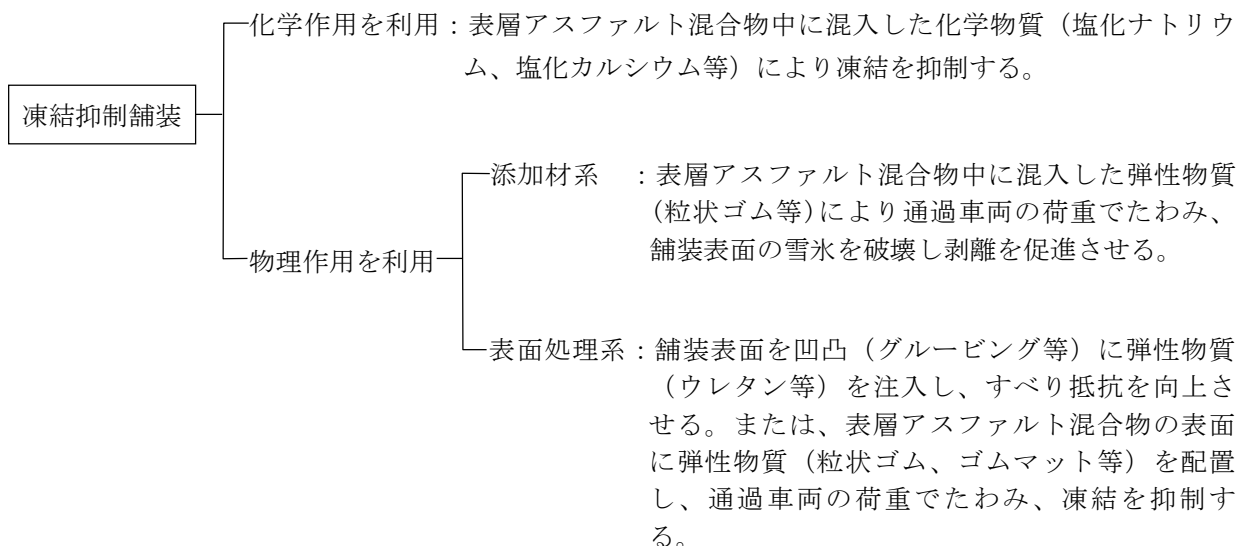 化学作用を利用：表層アスファルト混合物中に混入した化学物質（塩化ナトリウ
ム、塩化カルシウム等）により凍結を抑制する。
凍結抑制舗装
添加材系　：表層アスファルト混合物中に混入した弾性物質
(粒状ゴム等)により通過車両の荷重でたわみ、
舗装表面の雪氷を破壊し剥離を促進させる。
物理作用を利用
表面処理系：舗装表面を凹凸（グルービング等）に弾性物質
（ウレタン等）を注入し、すべり抵抗を向上さ
せる。または、表層アスファルト混合物の表面
に弾性物質（粒状ゴム、ゴムマット等）を配置
し、通過車両の荷重でたわみ、凍結を抑制す
る。